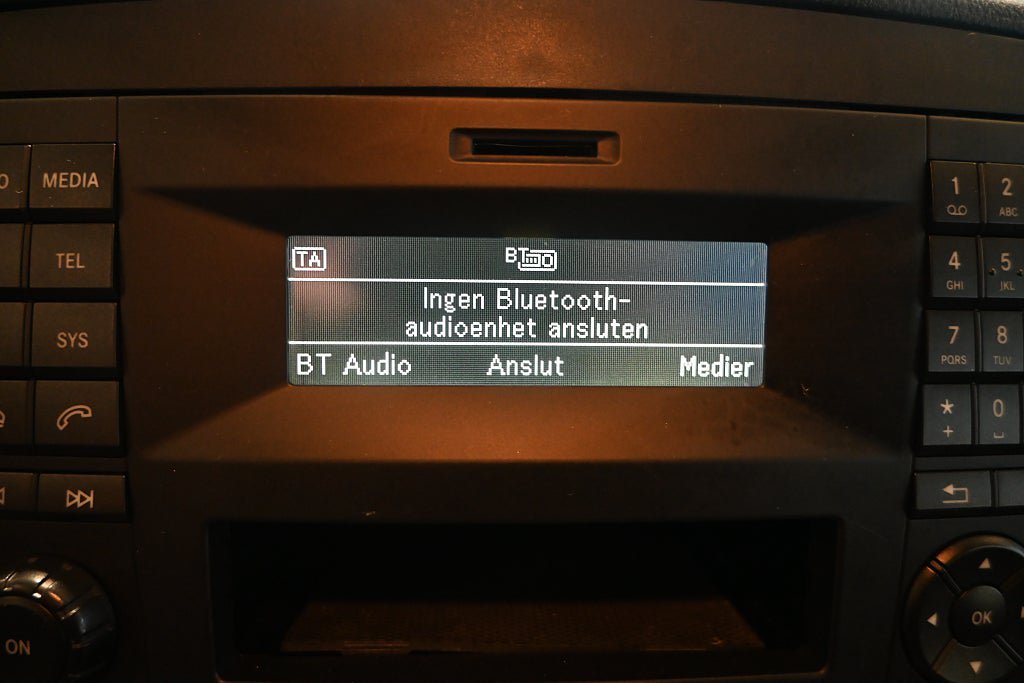 O MEDIA
TEL
SYS
ON
TA BT
Ingen Bluetooth-
audioenhet ansluten
BT Audio Anslut Medier
1 2 ABC
4 GHI 5 JKL
7 PQRS 8 TUV
* + 0
OK